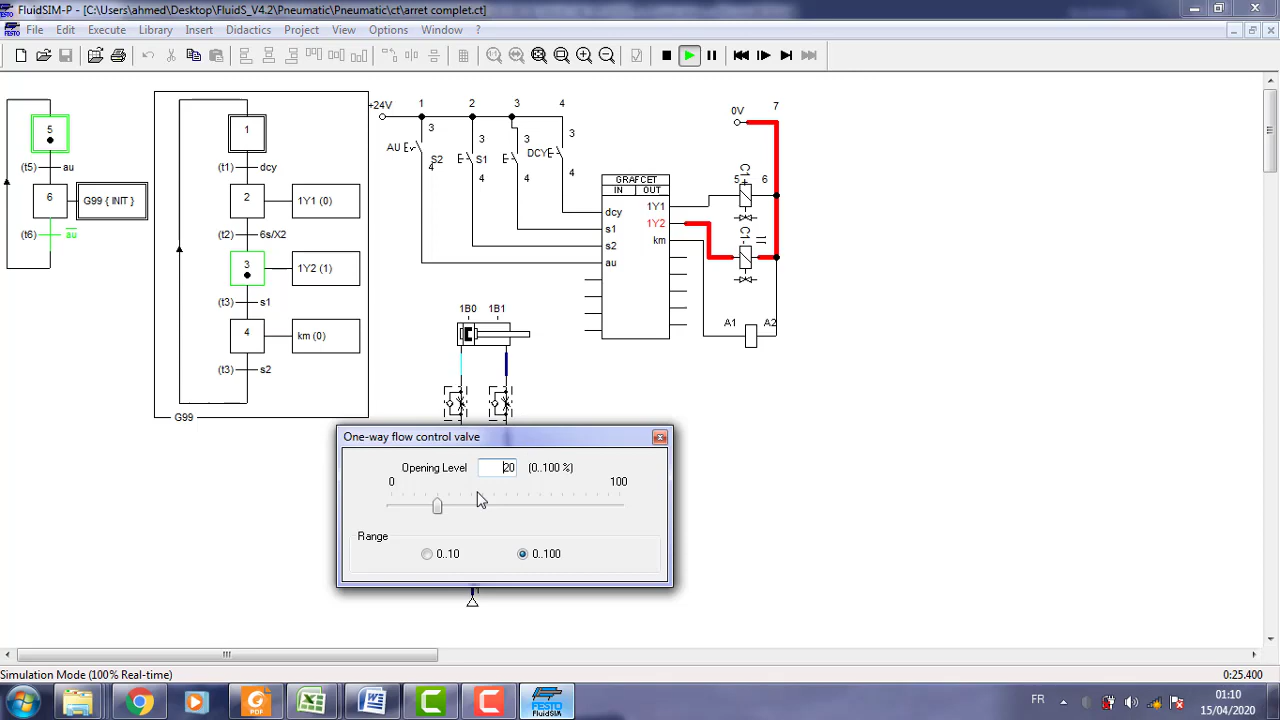 FluidSIM-P - [C:\Users\ahmed\Desktop\FluidS_V4.2\Pneumatic\Pneumatic\ct\arret complet.ct]
File Edit Execute Library Insert Didactics Project View Options Window ?
+24V 1 2 3 4
0V 7
5
1
3
3
3
3
AU
S2
S1
DCY
4
4
4
4
(t5) au
(t1) dcy
6
G99 { INIT }
2
1Y1 (0)
(t6) au
(t2) 6s/X2
3
1Y2 (1)
(t3) s1
4
km (0)
(t3) s2
G99
GRAFCET
IN OUT
1Y1
dcy
1Y2
s1
km
s2
au
5 6
C1+
C1-
A1 A2
1B0 1B1
One-way flow control valve
Opening Level 20 (0..100 %)
0 100
Range
0..10 0..100
Simulation Mode (100% Real-time) 0:25.400
FESTO
FluidSIM
FR
01:10
15/04/2020